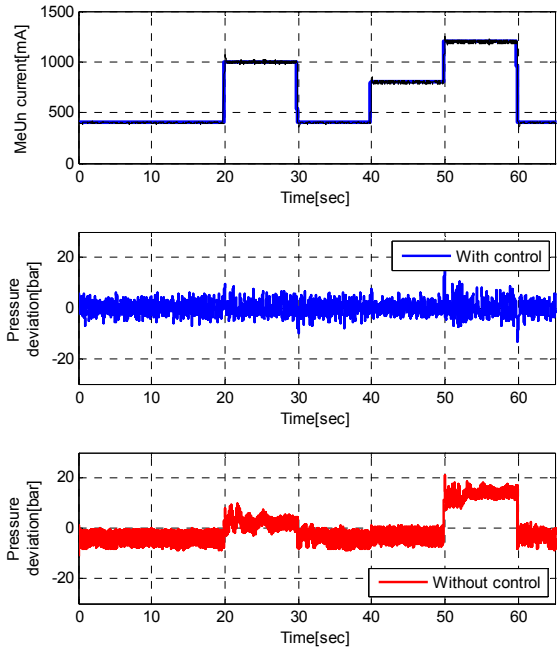 1500
1000
500
0
MeUn current[mA]
0 10 20 30 40 50 60
Time[sec]
20
0
-20
Pressure
deviation[bar]
With control
0 10 20 30 40 50 60
Time[sec]
20
0
-20
Pressure
deviation[bar]
Without control
0 10 20 30 40 50 60
Time[sec]